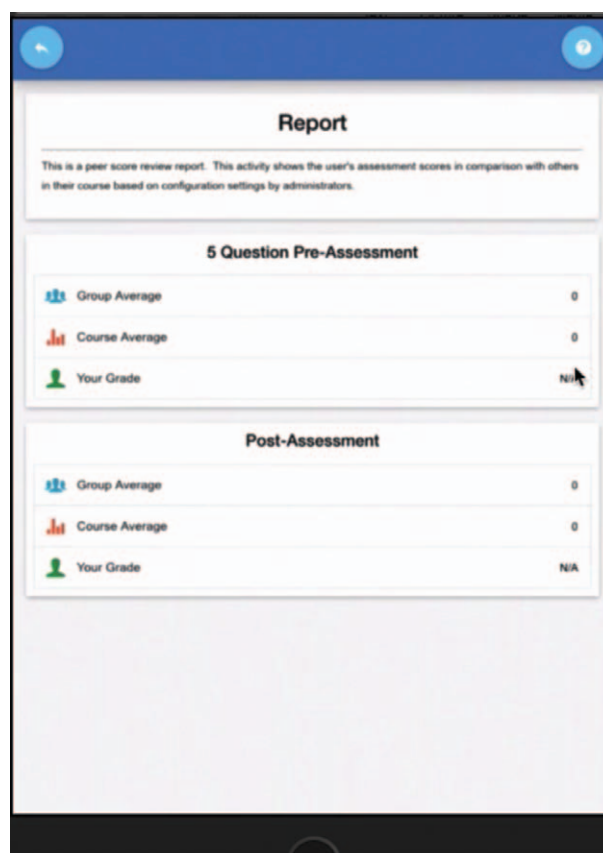 Report
This is a peer score review report. This activity shows the user's assessment scores in comparison with others
in their course based on configuration settings by administrators.
5 Question Pre-Assessment
Group Average 0
Course Average 0
Your Grade N/A
Post-Assessment
Group Average 0
Course Average 0
Your Grade N/A